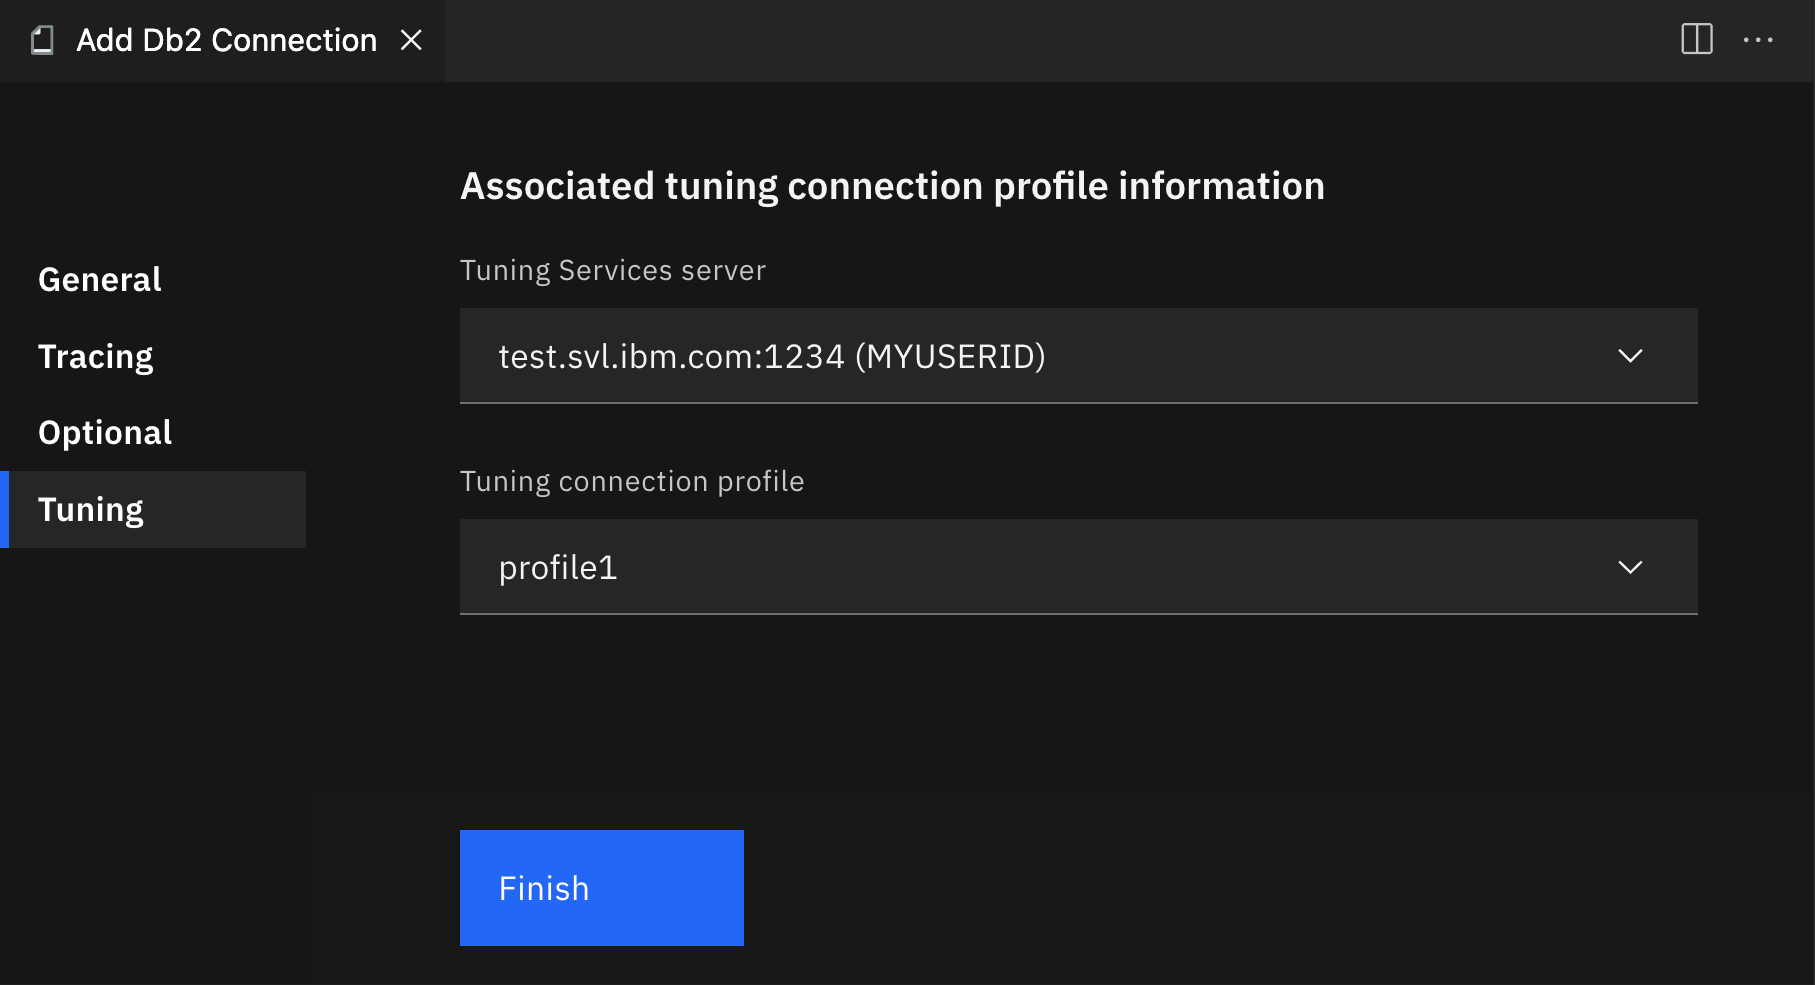 Add Db2 Connection
General
Tracing
Optional
Tuning
Associated tuning connection profile information
Tuning Services server
test.svl.ibm.com:1234 (MYUSERID)
Tuning connection profile
profile1
Finish